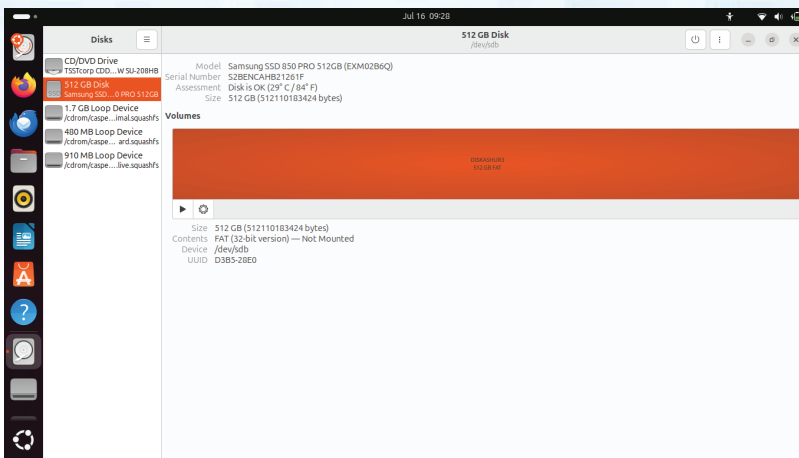 Jul 16 09:28
Disks
512 GB Disk
/dev/sdb
CD/DVD Drive
TSSTcorp CDD... W SU-208HB
512 GB Disk
Samsung SSD...0 PRO 512GB
1.7 GB Loop Device
/cdrom/caspe...imal.squashfs
480 MB Loop Device
/cdrom/caspe... ard.squashfs
910 MB Loop Device
/cdrom/caspe....live.squashfs
Model Samsung SSD 850 PRO 512GB (EXM02B6Q)
Serial Number S2BENCAHB21261F
Assessment Disk is OK (29° C / 84° F)
Size 512 GB (512110183424 bytes)
Volumes
DISKASHUR3
512 GB FAT
Size 512 GB (512110183424 bytes)
Contents FAT (32-bit version) — Not Mounted
Device /dev/sdb
UUID D3B5-28E0